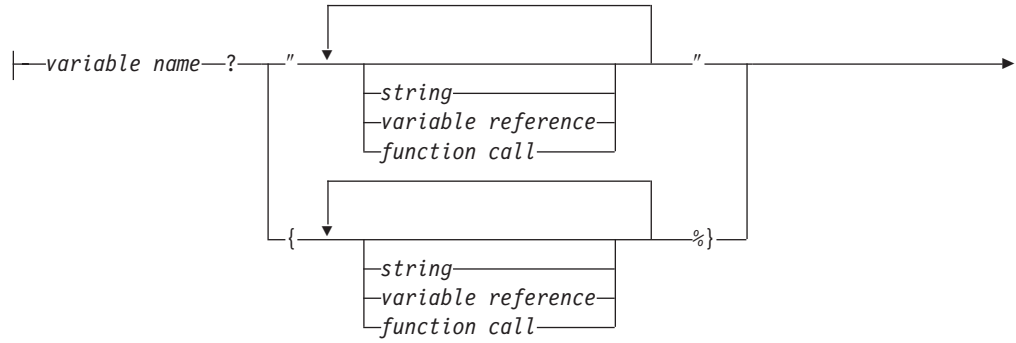 variable name ? " "
string
variable reference
function call
{ %}
string
variable reference
function call